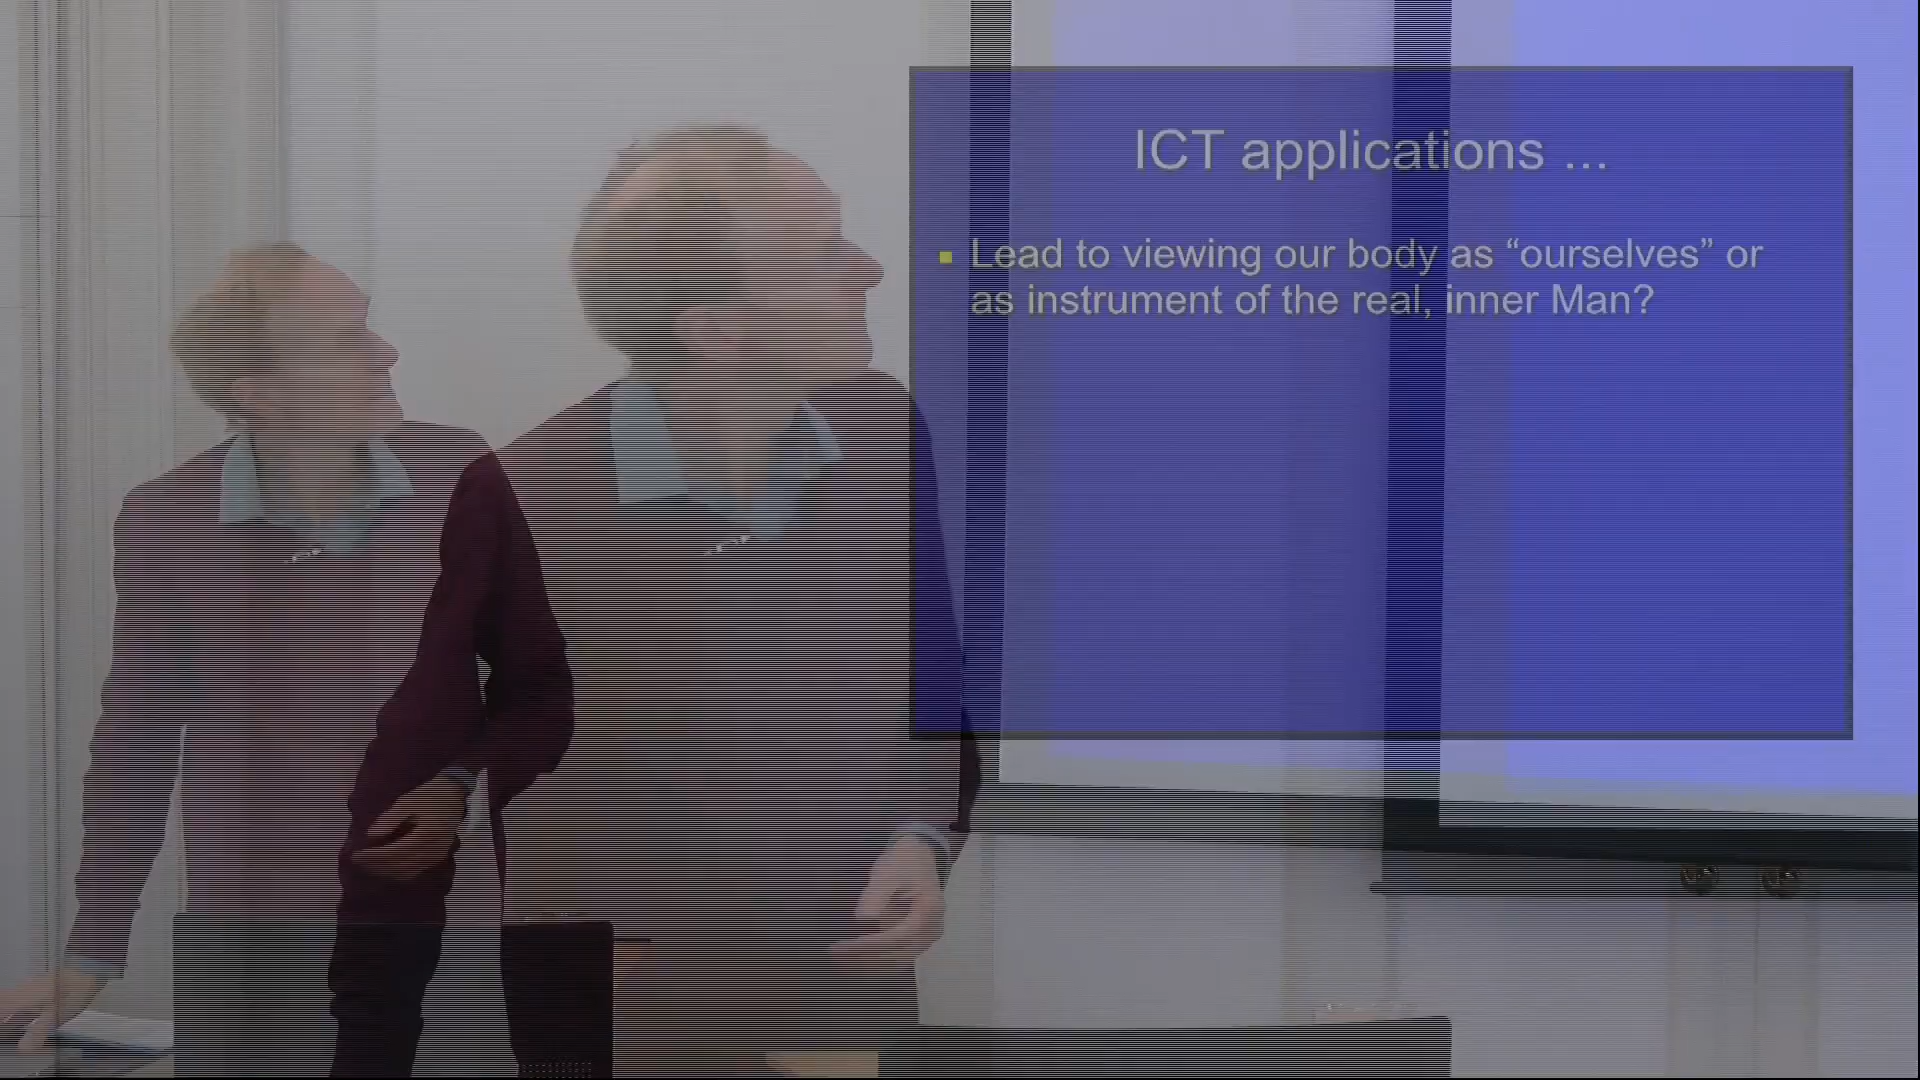 ICT applications ...
Lead to viewing our body as “ourselves” or
as instrument of the real, inner Man?